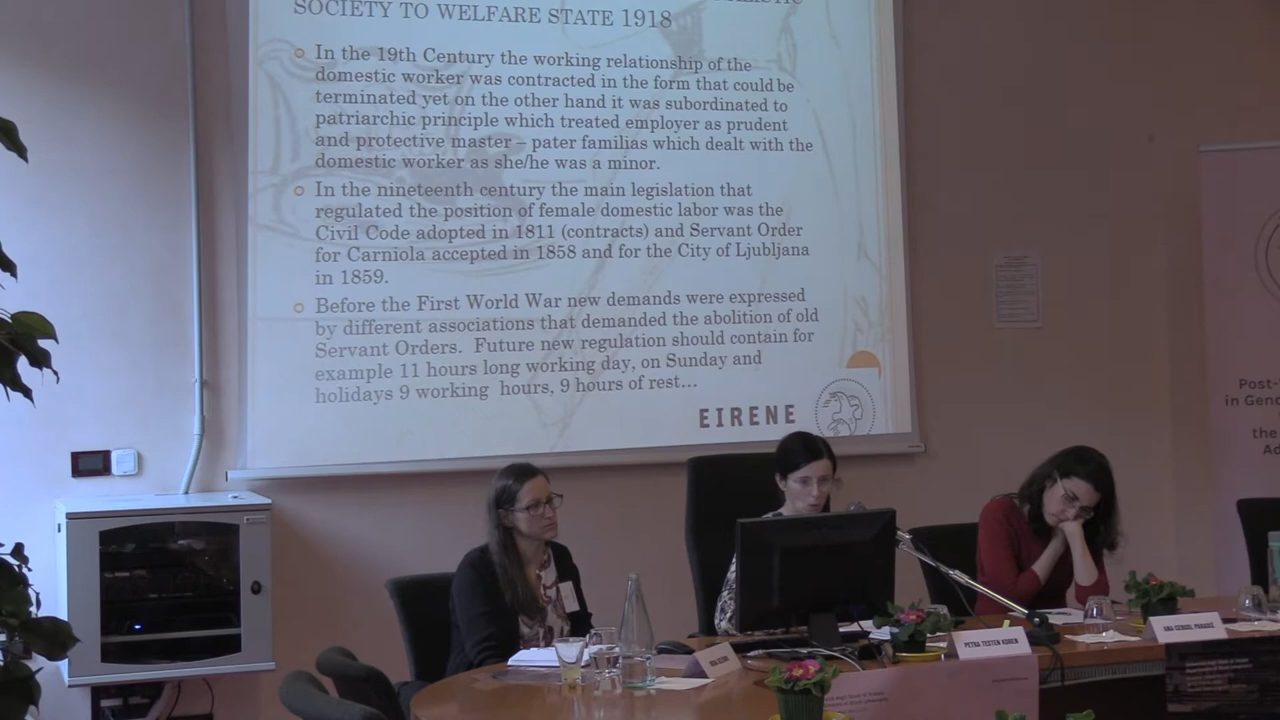 SOCIETY TO WELFARE STATE 1918
In the 19th Century the working relationship of the
domestic worker was contracted in the form that could be
terminated yet on the other hand it was subordinated to
patriarchic principle which treated employer as prudent
and protective master – pater familias which dealt with the
domestic worker as she/he was a minor.
In the nineteenth century the main legislation that
regulated the position of female domestic labor was the
Civil Code adopted in 1811 (contracts) and Servant Order
for Carniola accepted in 1858 and for the City of Ljubljana
in 1859.
Before the First World War new demands were expressed
by different associations that demanded the abolition of old
Servant Orders.  Future new regulation should contain for
example 11 hours long working day, on Sunday and
holidays 9 working  hours, 9 hours of rest...
EIRENE
Post-
in Gend
the
PETRA TESTEN KOREN